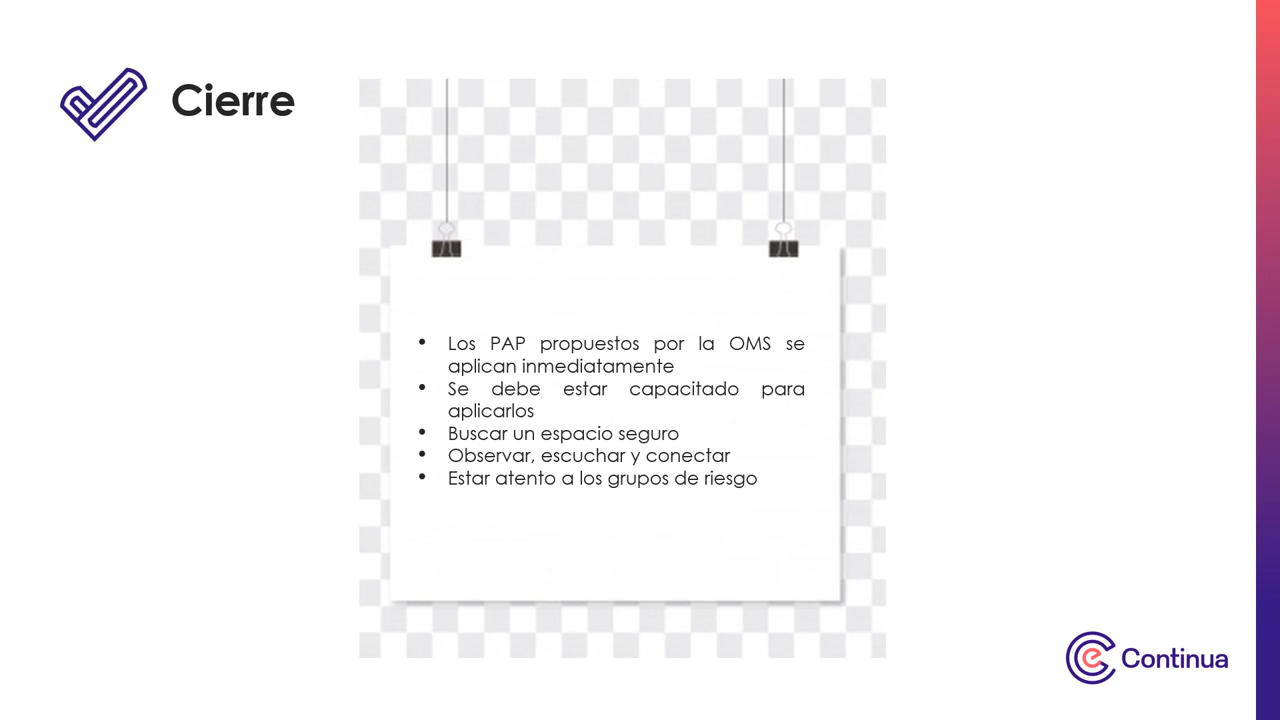 Cierre
• Los PAP propuestos por la OMS se
aplican inmediatamente
• Se debe estar capacitado para
aplicarlos
• Buscar un espacio seguro
• Observar, escuchar y conectar
• Estar atento a los grupos de riesgo
e Continua